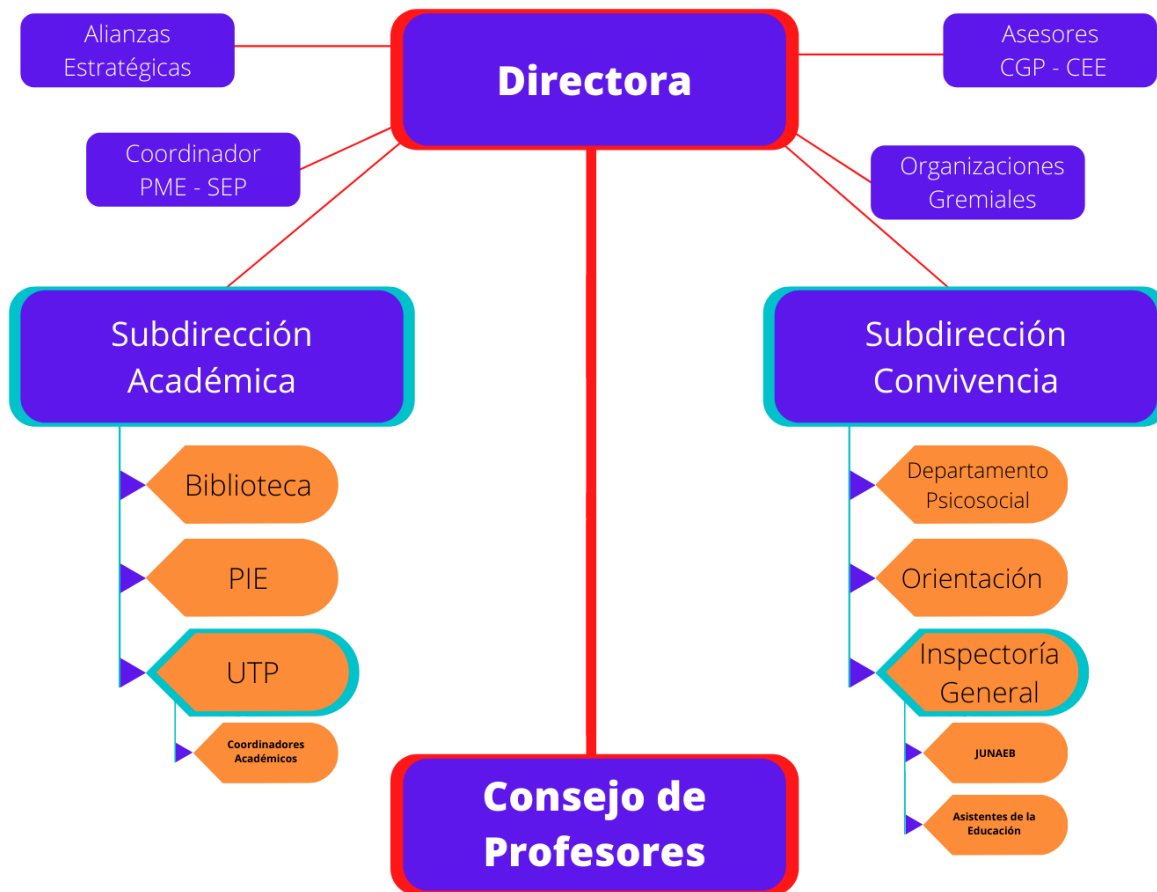 Alianzas
Estratégicas
Directora
Asesores
CGP - CEE
Coordinador
PME - SEP
Organizaciones
Gremiales
Subdirección
Académica
Subdirección
Convivencia
Biblioteca
PIE
UTP
Coordinadores
Académicos
Departamento
Psicosocial
Orientación
Inspectoría
General
JUNAEB
Asistentes de la
Educación
Consejo de
Profesores